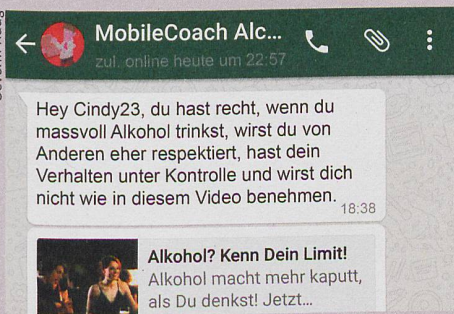 MobileCoach Alc...
zul. online heute um 22:57
Hey Cindy23, du hast recht, wenn du
massvoll Alkohol trinkst, wirst du von
Anderen eher respektiert, hast dein
Verhalten unter Kontrolle und wirst dich
nicht wie in diesem Video benehmen.
18:38
Alkohol? Kenn Dein Limit!
Alkohol macht mehr kaputt,
als Du denkst! Jetzt...